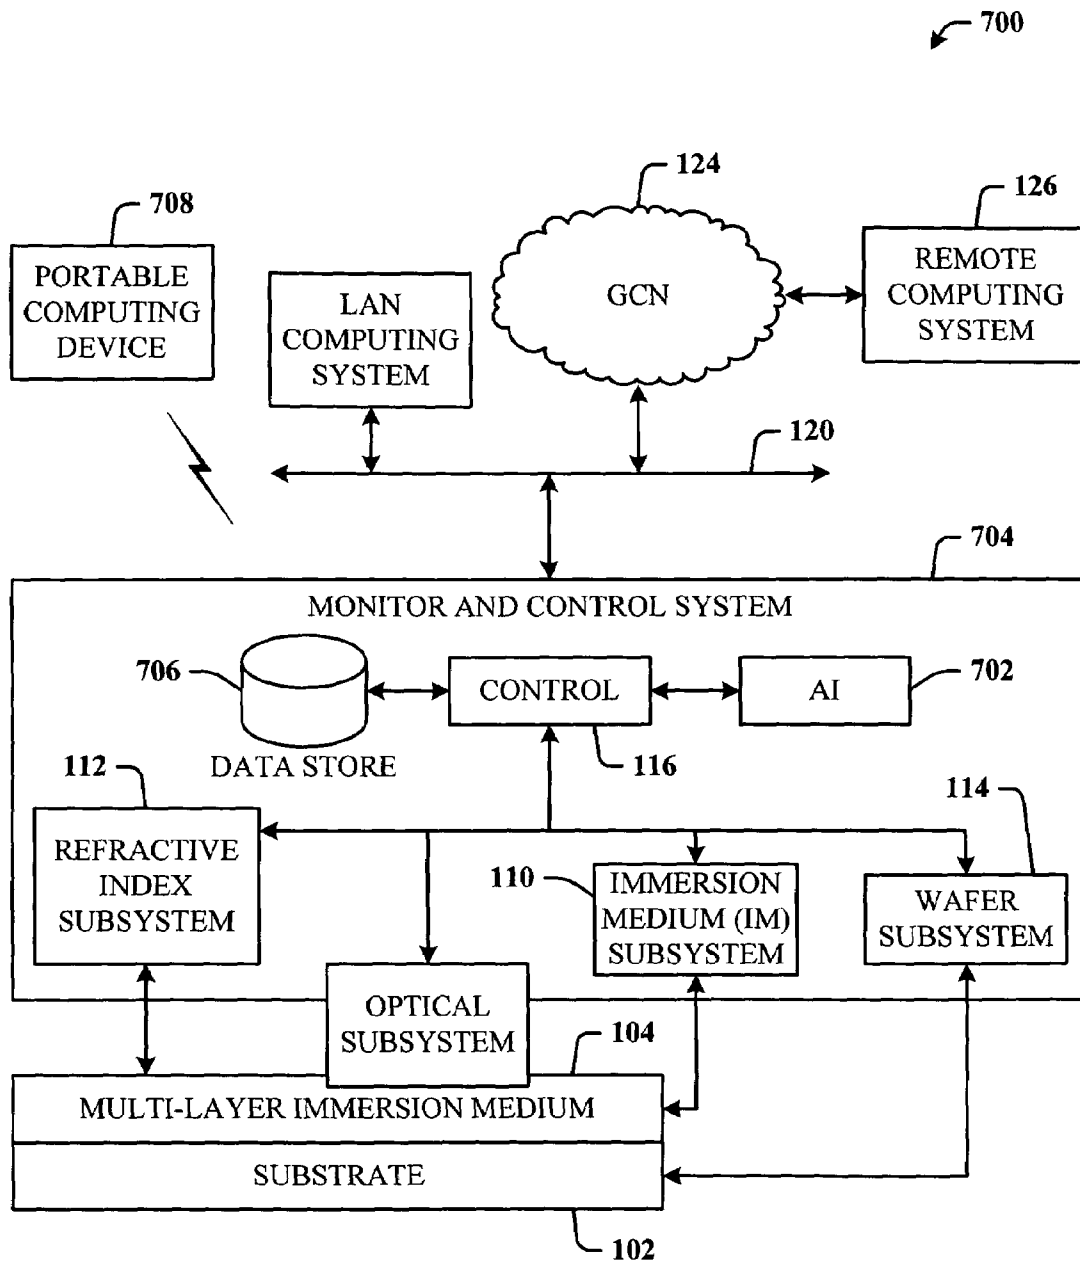 700
124
126
708
PORTABLE
COMPUTING
DEVICE
LAN
COMPUTING
SYSTEM
GCN
REMOTE
COMPUTING
SYSTEM
120
704
MONITOR AND CONTROL SYSTEM
706
CONTROL
AI
702
DATA STORE
116
112
114
REFRACTIVE
INDEX
SUBSYSTEM
110
IMMERSION
MEDIUM (IM)
SUBSYSTEM
WAFER
SUBSYSTEM
OPTICAL
SUBSYSTEM
104
MULTI-LAYER IMMERSION MEDIUM
SUBSTRATE
102